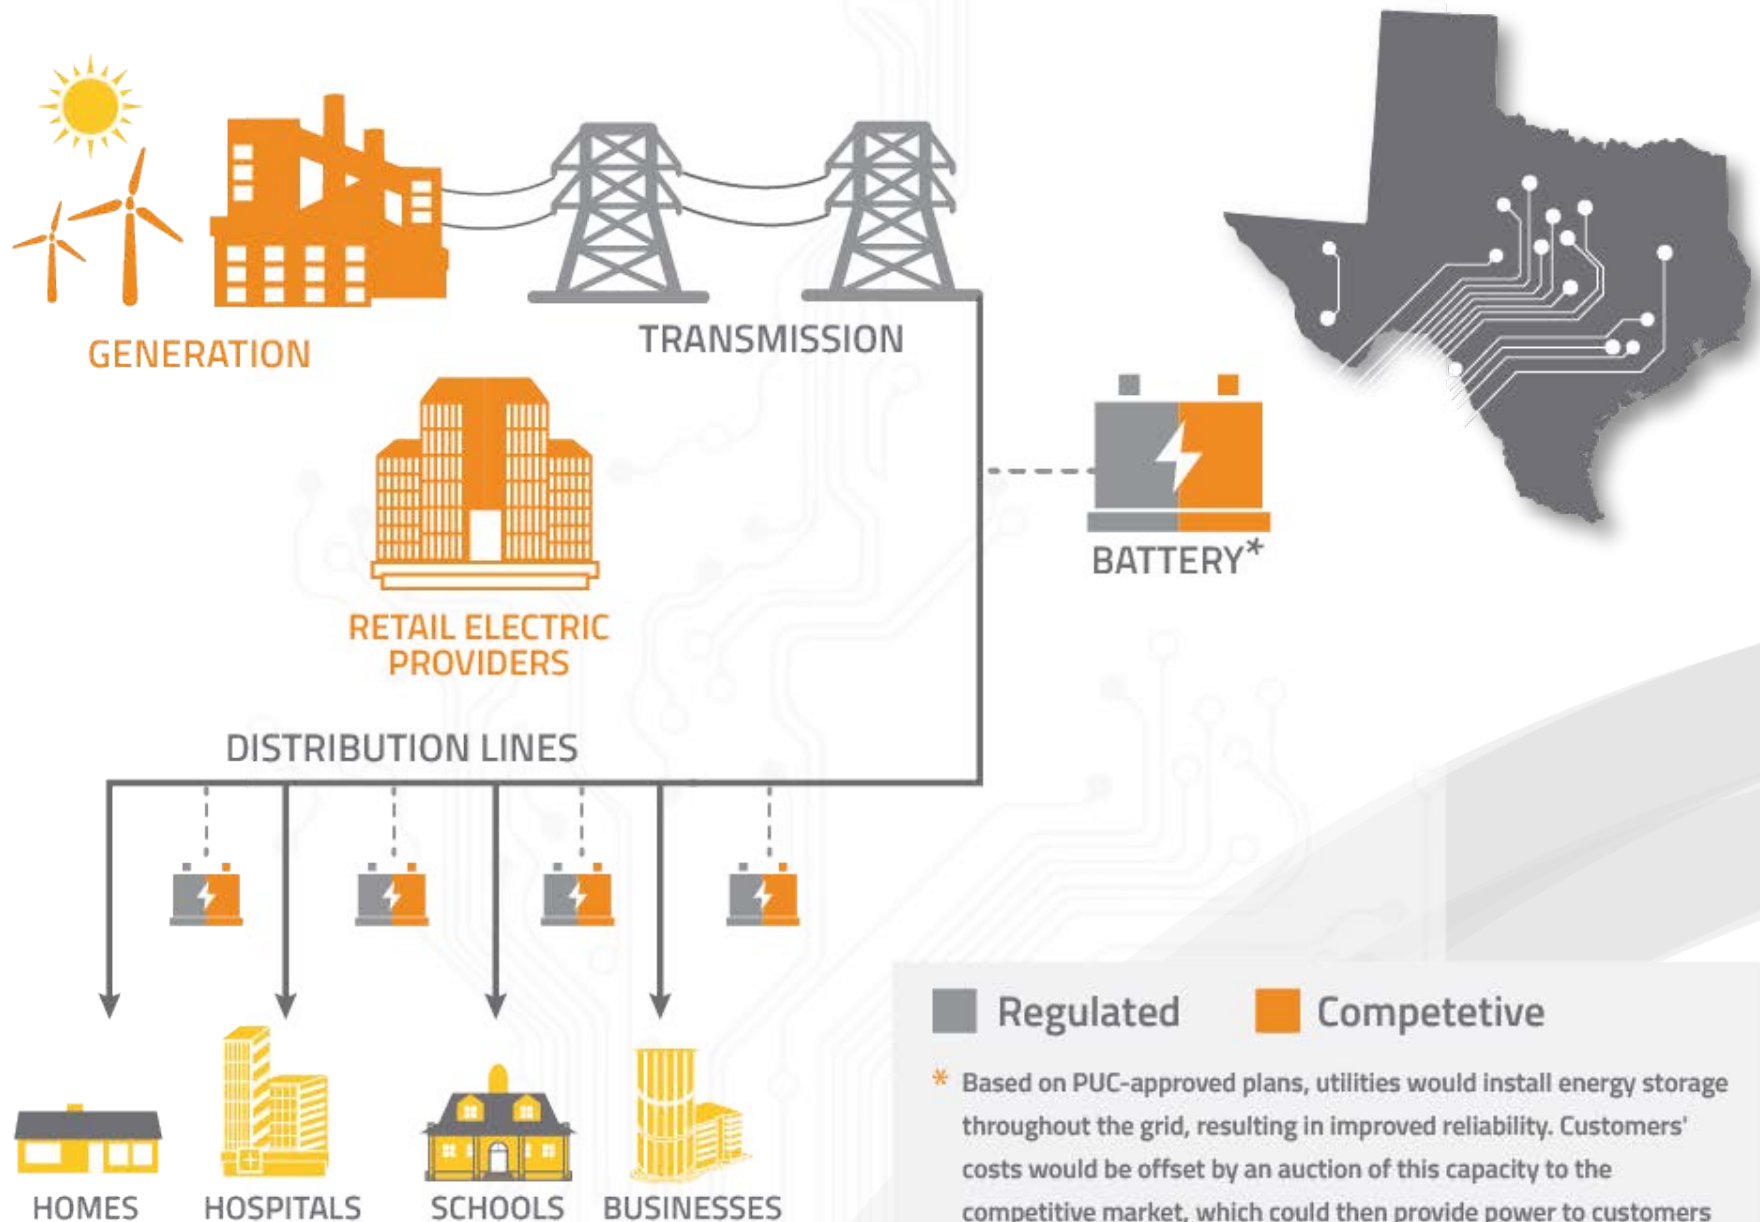 GENERATION
TRANSMISSION
BATTERY*
RETAIL ELECTRIC
PROVIDERS
DISTRIBUTION LINES
HOMES
HOSPITALS
SCHOOLS
BUSINESSES
Regulated
Competetive
* Based on PUC-approved plans, utilities would install energy storage
throughout the grid, resulting in improved reliability. Customers'
costs would be offset by an auction of this capacity to the
competitive market, which could then provide power to customers